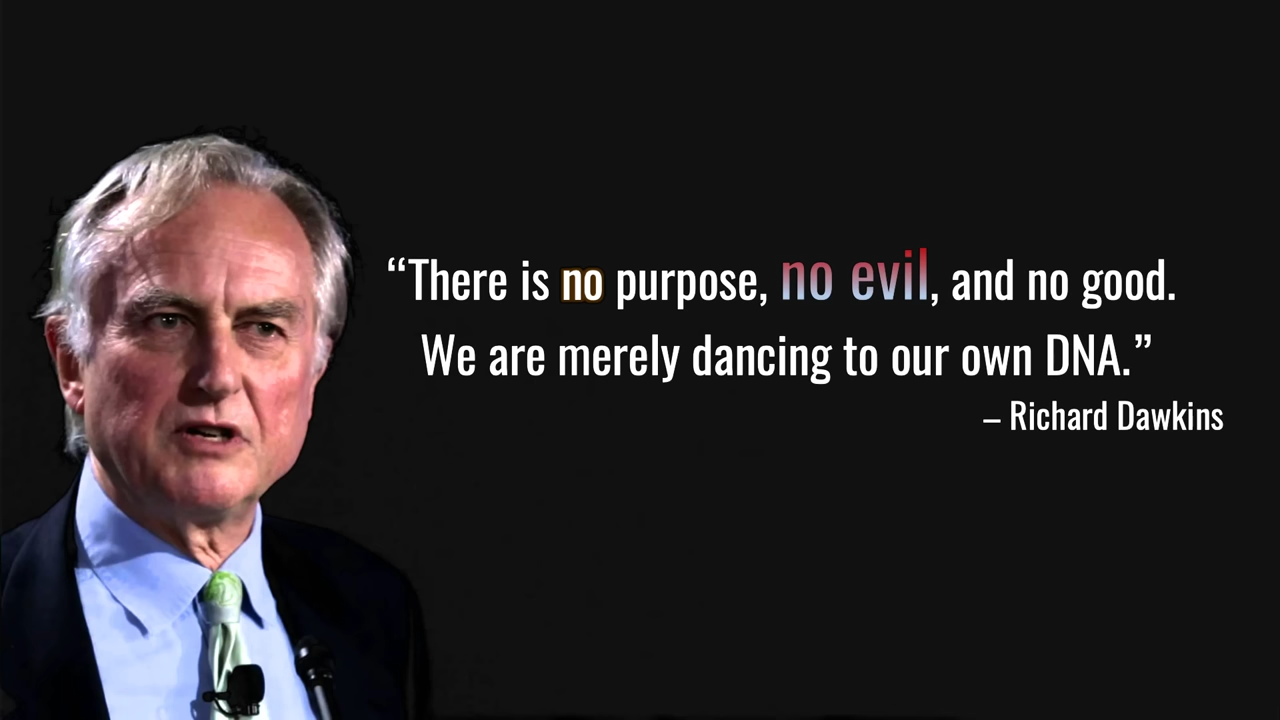 “There is no purpose, no evil, and no good.
We are merely dancing to our own DNA.”
– Richard Dawkins